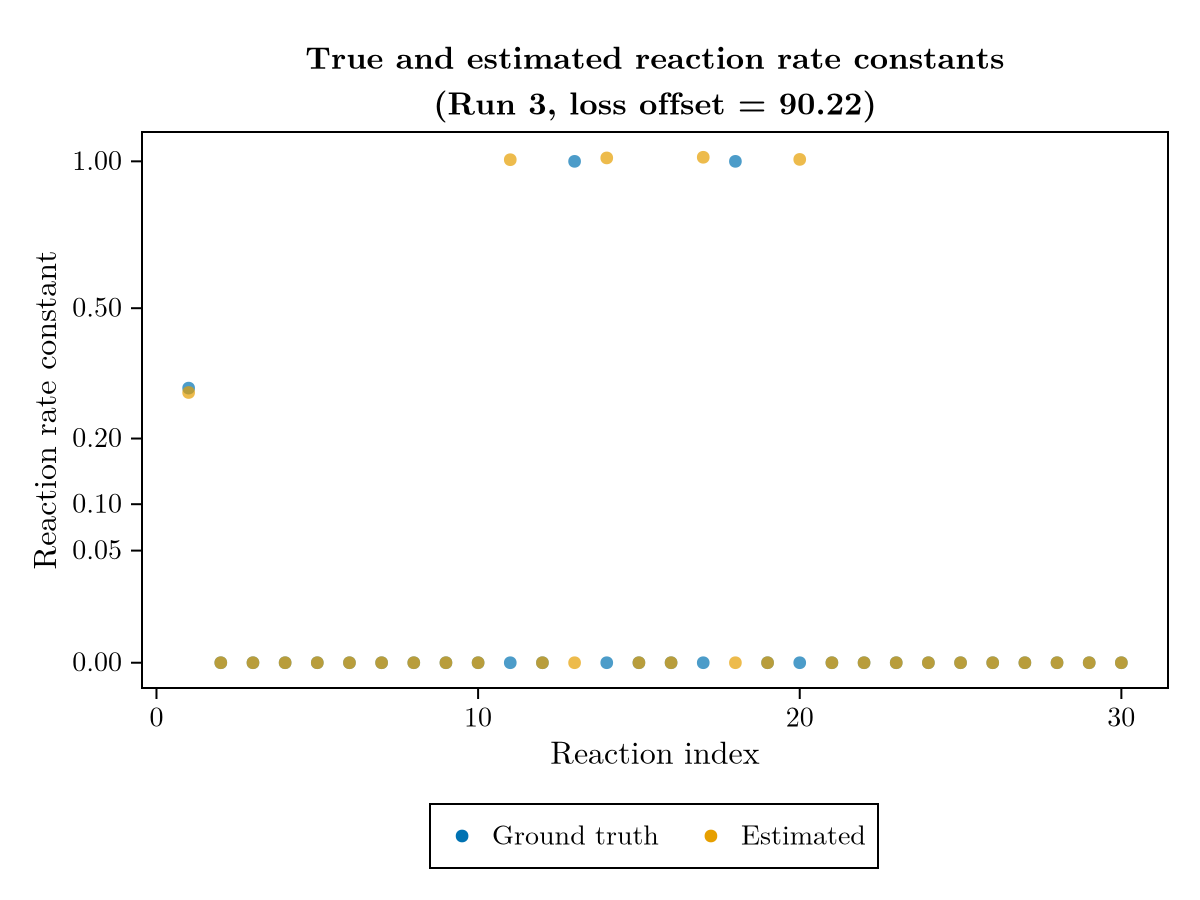 True and estimated reaction rate constants
(Run 3, loss offset = 90.22)
Reaction rate constant
1.00
0.50
0.20
0.10
0.05
0.00
0
10
20
30
Reaction index
Ground truth
Estimated